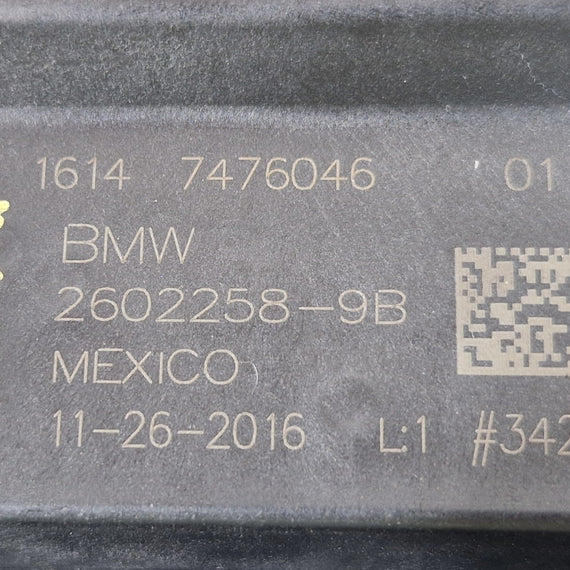 1614 7476046 01
BMW
2602258-9B
MEXICO
11-26-2016 L:1 #342